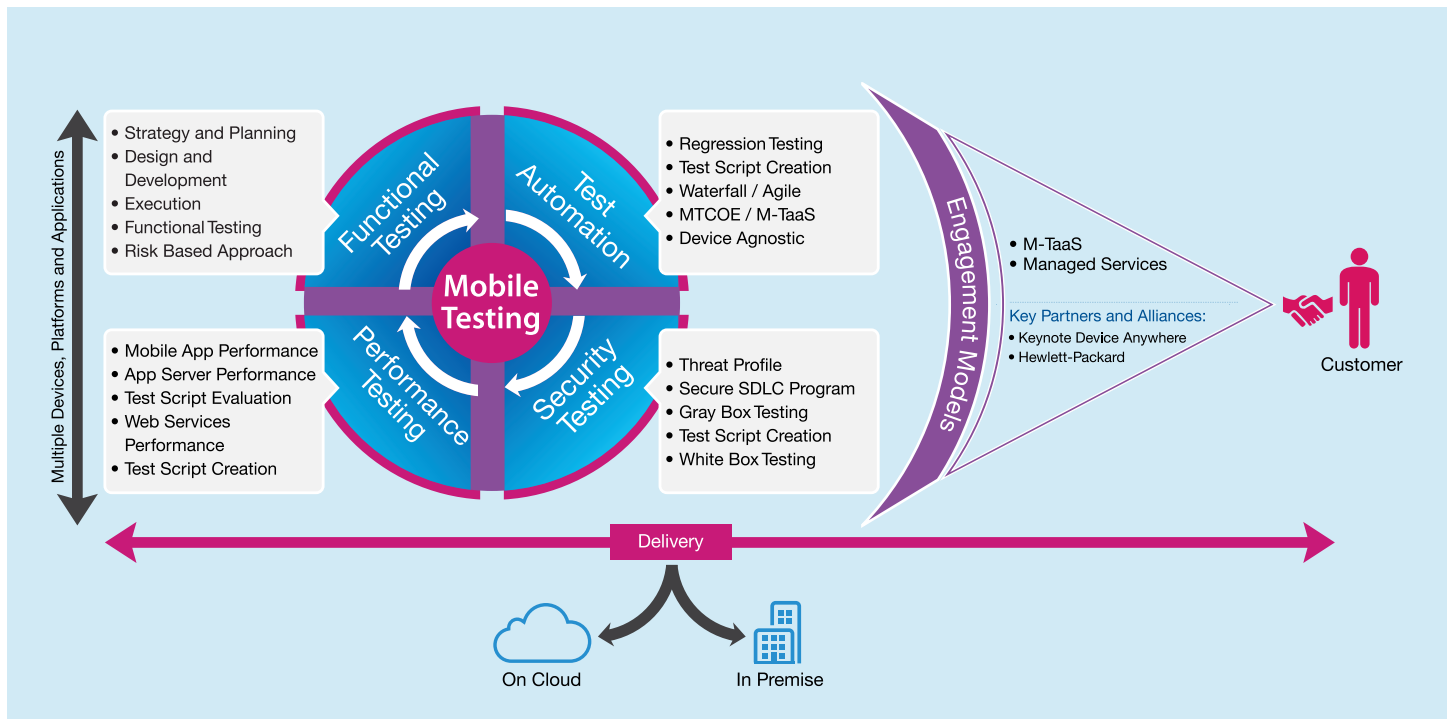 Multiple Devices, Platforms and Applications
• Strategy and Planning
• Design and
Development
• Execution
• Functional Testing
• Risk Based Approach
• Mobile App Performance
• App Server Performance
• Test Script Evaluation
• Web Services
Performance
• Test Script Creation
Functional
Testing
Test
Automation
Mobile
Testing
Performance
Testing
Security
Testing
• Regression Testing
• Test Script Creation
• Waterfall / Agile
• MTCOE / M-TaaS
• Device Agnostic
• Threat Profile
• Secure SDLC Program
• Gray Box Testing
• Test Script Creation
• White Box Testing
Engagement Models
• M-TaaS
• Managed Services
Key Partners and Alliances:
• Keynote Device Anywhere
• Hewlett-Packard
Customer
Delivery
On Cloud
In Premise